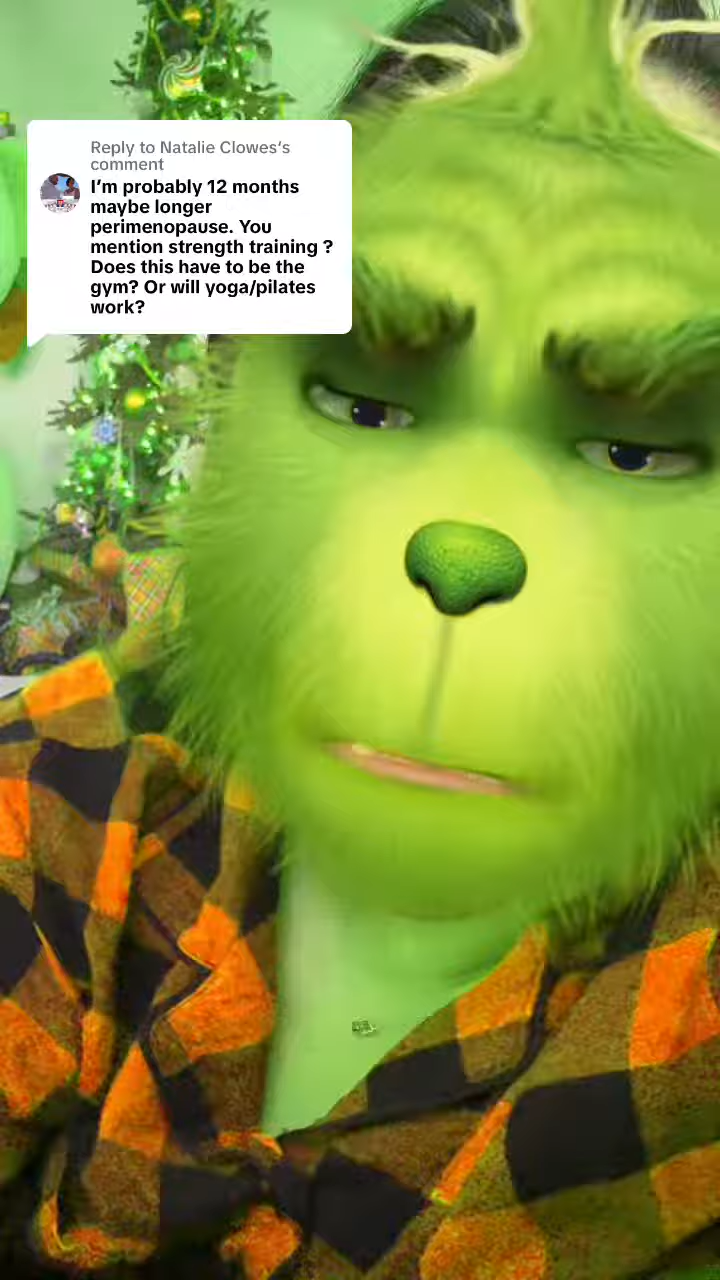 Reply to Natalie Clowes's
comment
I'm probably 12 months
maybe longer
perimenopause. You
mention strength training ?
Does this have to be the
gym? Or will yoga/pilates
work?